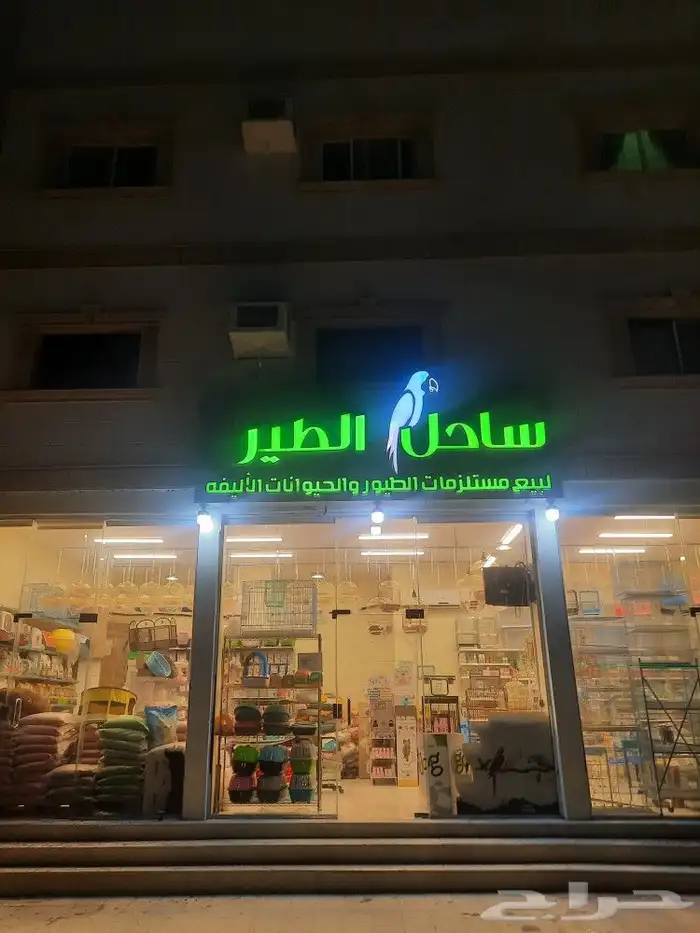 ساحل الطير
لبيع مستلزمات الطيور والحيوانات الأليفه
حراج